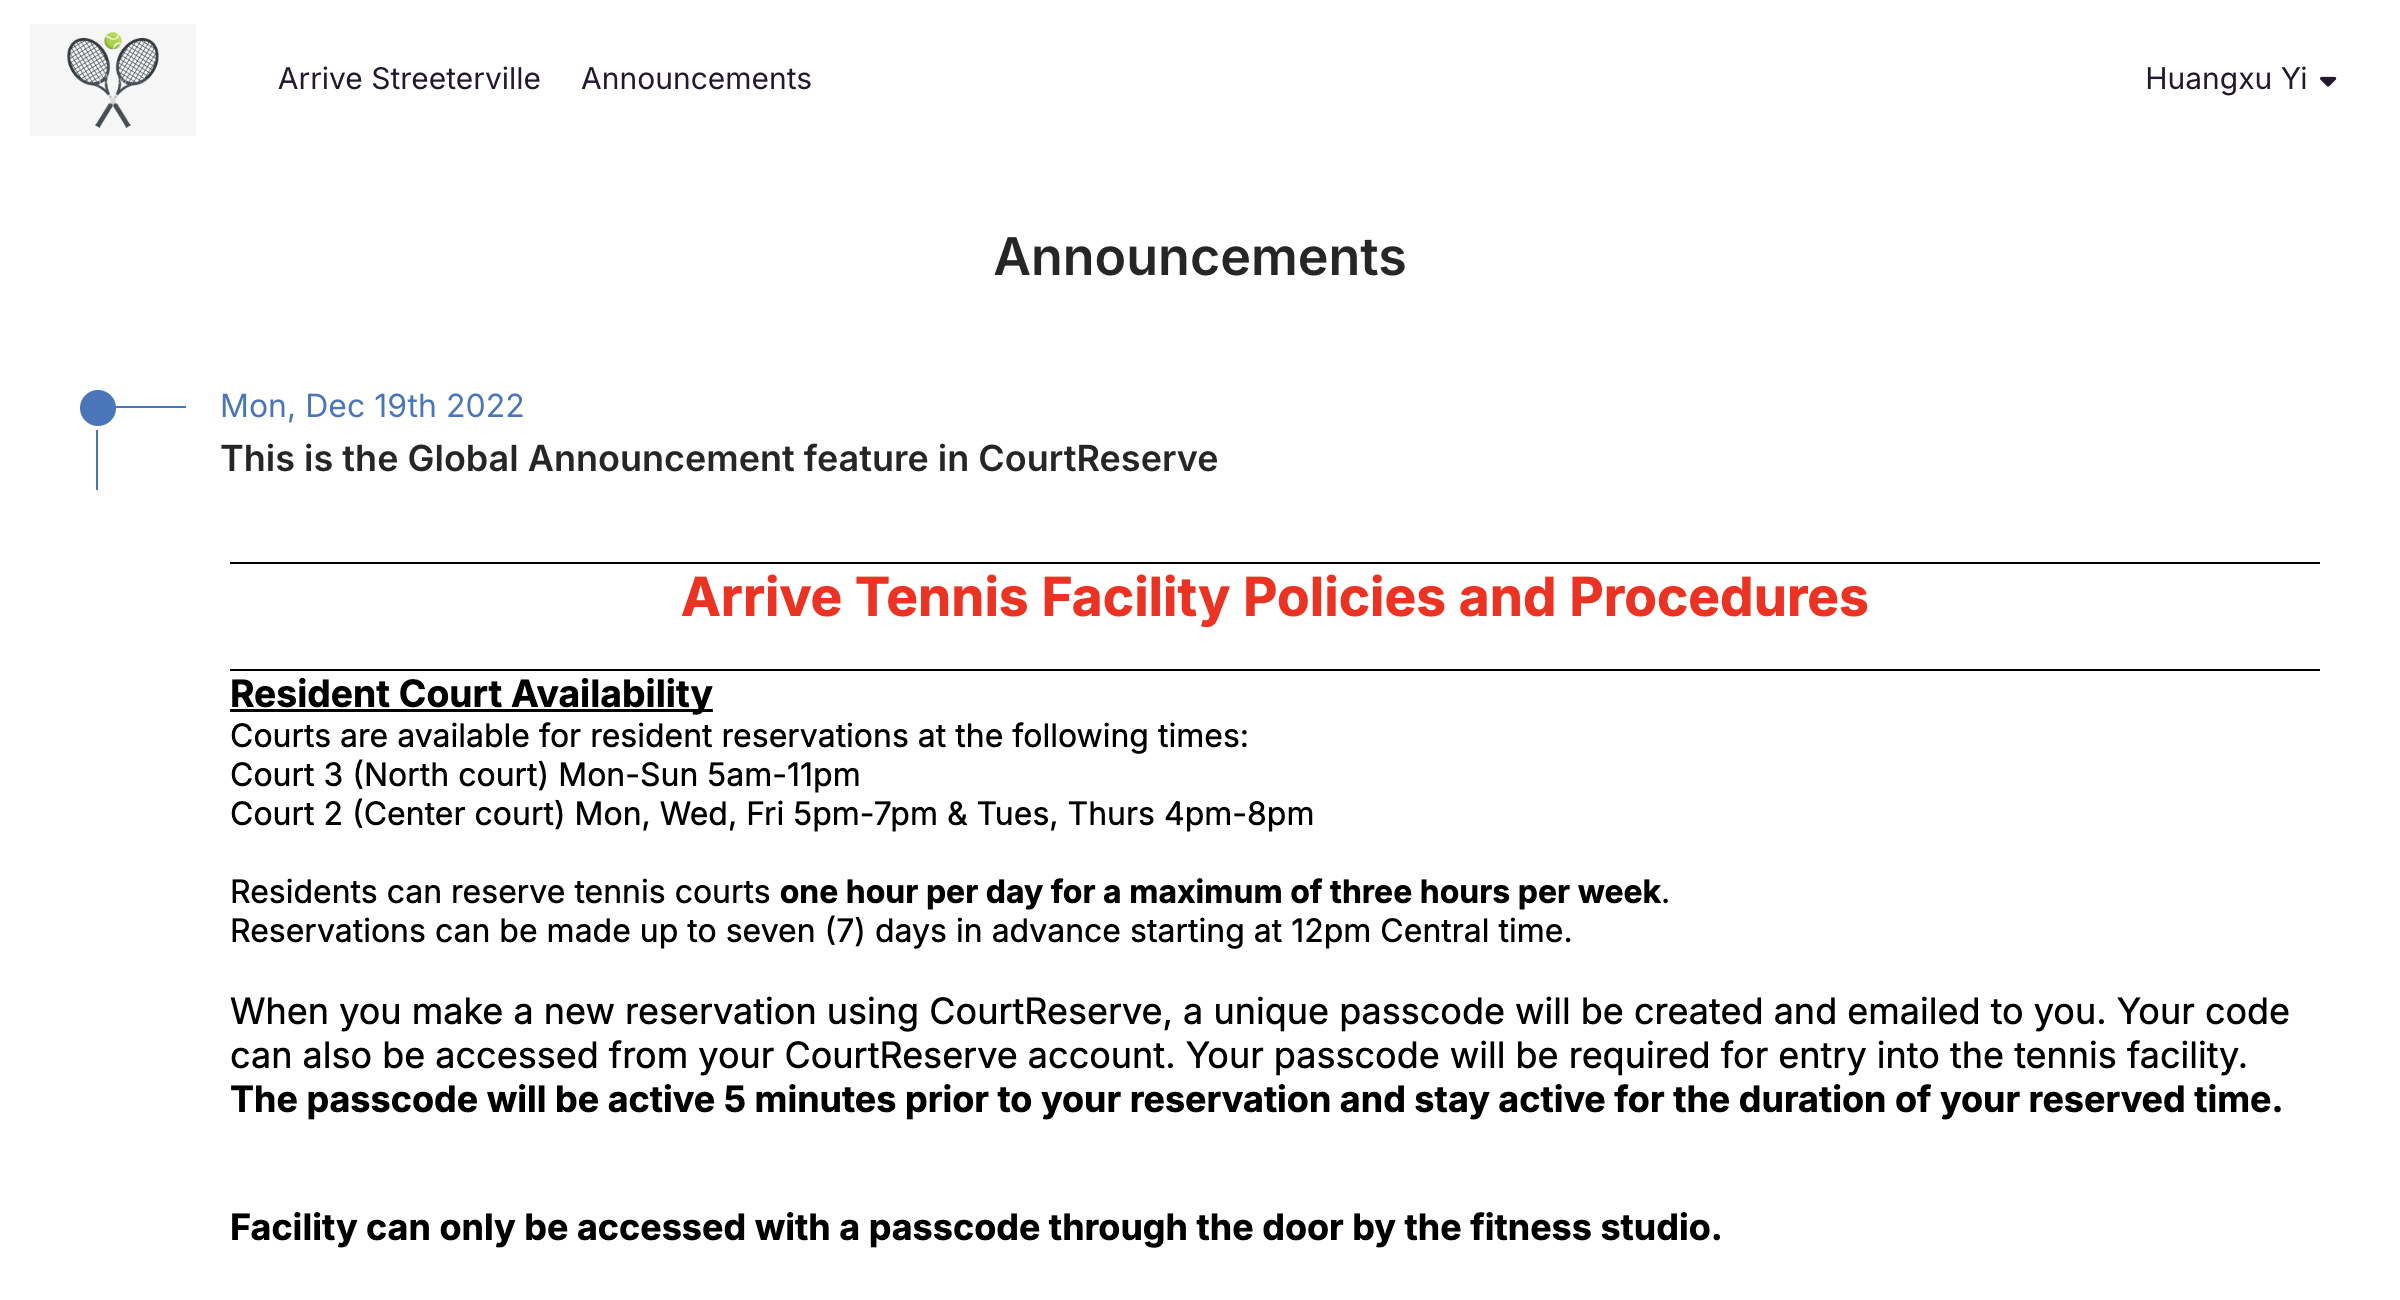 Arrive Streeterville Announcements Huangxu Yi
Announcements
Mon, Dec 19th 2022
This is the Global Announcement feature in CourtReserve
Arrive Tennis Facility Policies and Procedures
Resident Court Availability
Courts are available for resident reservations at the following times:
Court 3 (North court) Mon-Sun 5am-11pm
Court 2 (Center court) Mon, Wed, Fri 5pm-7pm & Tues, Thurs 4pm-8pm
Residents can reserve tennis courts one hour per day for a maximum of three hours per week.
Reservations can be made up to seven (7) days in advance starting at 12pm Central time.
When you make a new reservation using CourtReserve, a unique passcode will be created and emailed to you. Your code
can also be accessed from your CourtReserve account. Your passcode will be required for entry into the tennis facility.
The passcode will be active 5 minutes prior to your reservation and stay active for the duration of your reserved time.
Facility can only be accessed with a passcode through the door by the fitness studio.